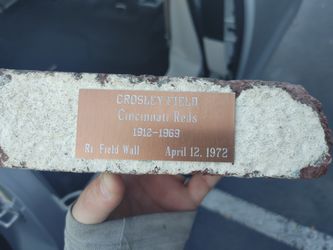 CROSLEY FIELD
Cincinnati Reds
1912-1969
Rt. Field Wall April 12, 1972